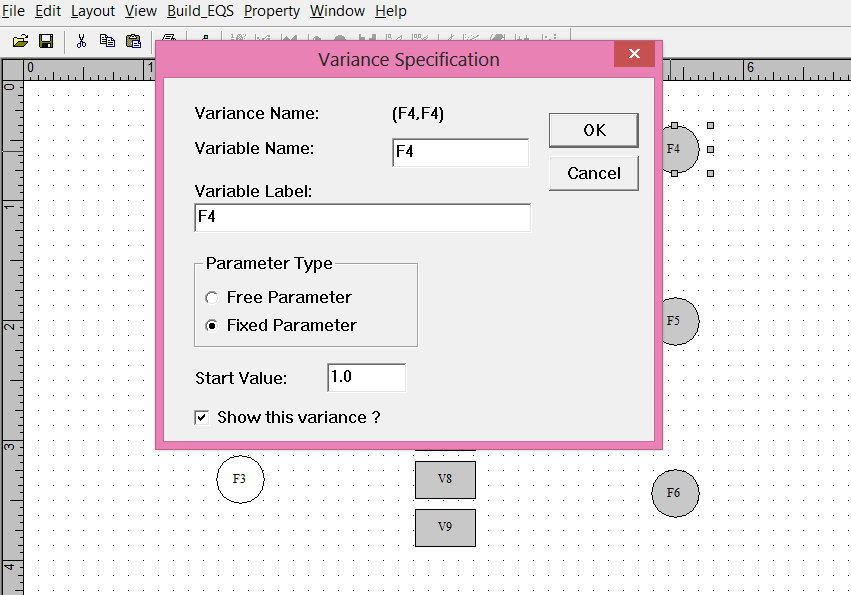 File Edit Layout View Build_EQS Property Window Help
Variance Specification
0 1 6
0
Variance Name: (F4,F4)
OK
Variable Name: F4
F4
Cancel
Variable Label:
1
F4
Parameter Type
Free Parameter
F5
2
Fixed Parameter
Start Value: 1.0
Show this variance ?
3
F3
V8
F6
V9
4